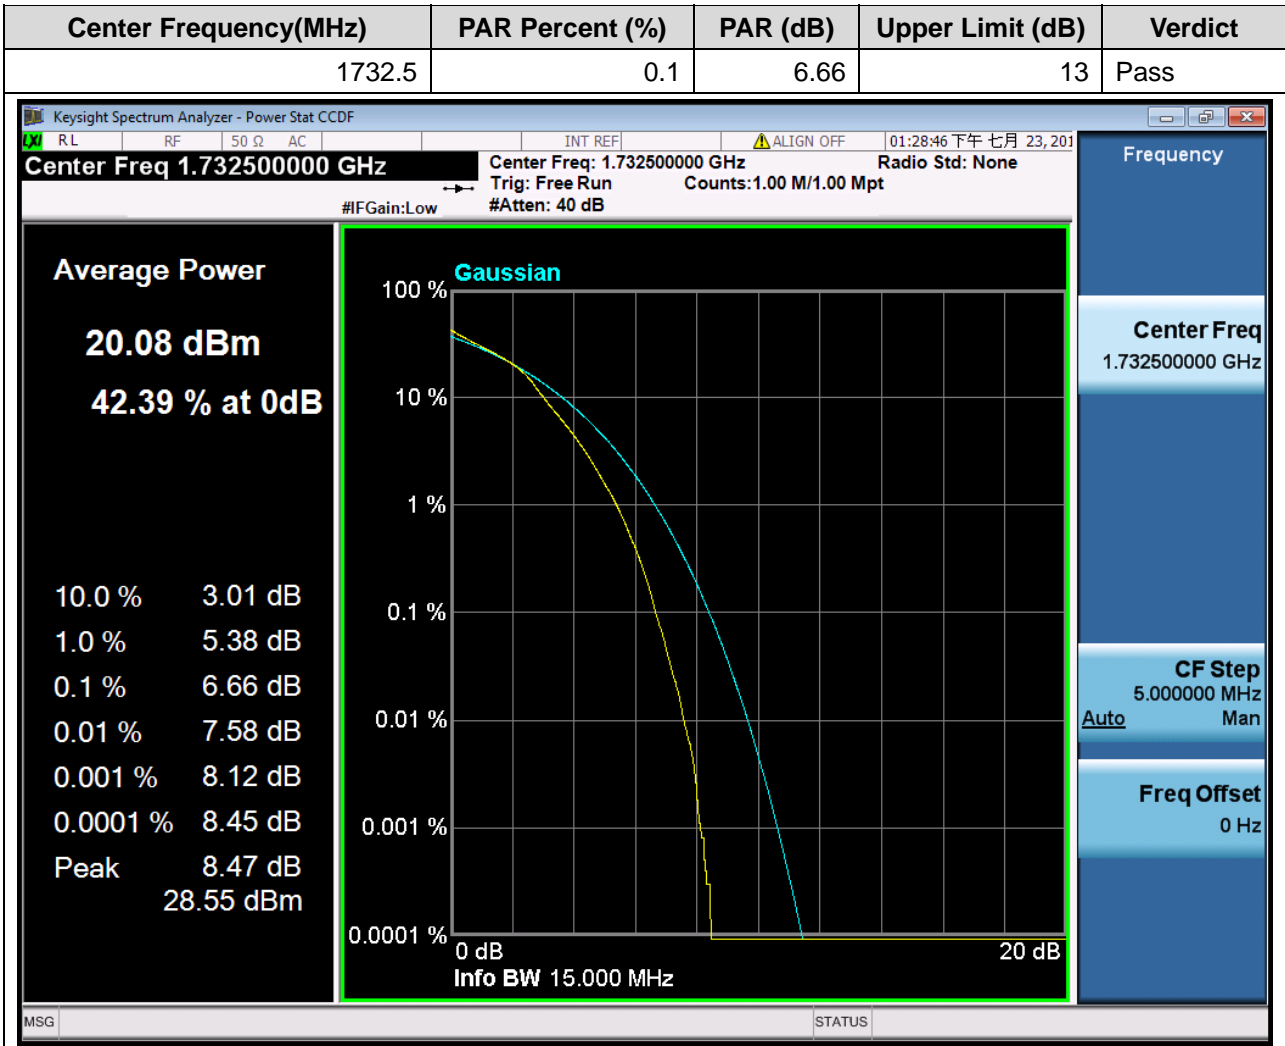 Center Frequency(MHz) PAR Percent (%) PAR (dB) Upper Limit (dB) Verdict
1732.5 0.1 6.66 13 Pass
Keysight Spectrum Analyzer - Power Stat CCDF
LXI RL RF 50 Ω AC INT REF ALIGN OFF 01:28:46 下午 七月 23, 201
Center Freq 1.732500000 GHz
Center Freq: 1.732500000 GHz Radio Std: None
Trig: Free Run Counts:1.00 M/1.00 Mpt
#IFGain:Low #Atten: 40 dB
Frequency
Average Power
20.08 dBm
42.39 % at 0dB
10.0 % 3.01 dB
1.0 % 5.38 dB
0.1 % 6.66 dB
0.01 % 7.58 dB
0.001 % 8.12 dB
0.0001 % 8.45 dB
Peak 8.47 dB
28.55 dBm
Gaussian
100 %
10 %
1 %
0.1 %
0.01 %
0.001 %
0.0001 %
0 dB 20 dB
Info BW 15.000 MHz
Center Freq
1.732500000 GHz
CF Step
5.000000 MHz
Auto Man
Freq Offset
0 Hz
MSG STATUS